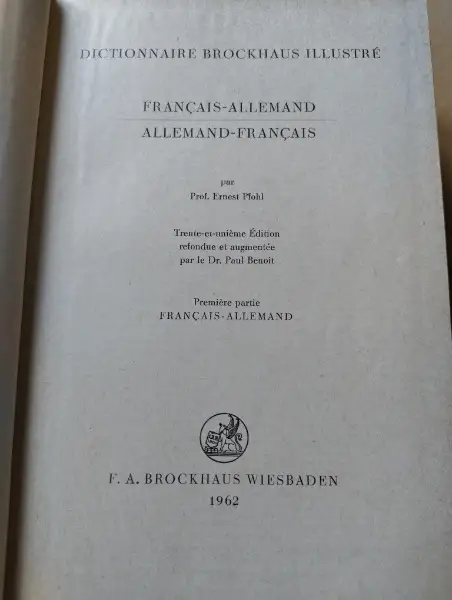 DICTIONNAIRE BROCKHAUS ILLUSTRÉ
FRANÇAIS-ALLEMAND
ALLEMAND-FRANÇAIS
par
Prof. Ernest Pfohl
Trente-et-unième Édition
refondue et augmentée
par le Dr. Paul Benoit
Première partie
FRANÇAIS-ALLEMAND
F. A. BROCKHAUS WIESBADEN
1962